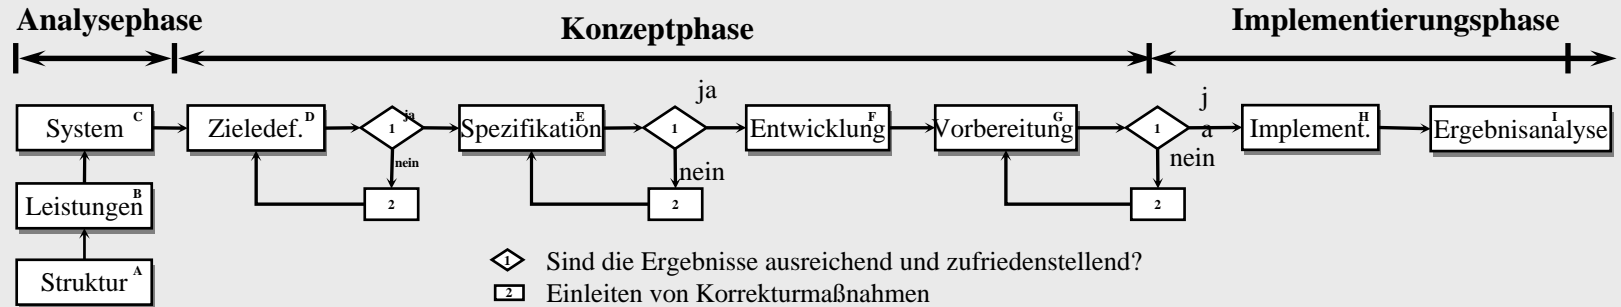 Analysephase
Konzeptphase
Implementierungsphase
System C
Zieledef. D
1
ja
nein
2
Spezifikation E
1
ja
nein
2
Entwicklung F
Vorbereitung G
1
j
a
nein
2
Implement. H
Ergebnisanalyse I
Leistungen B
Struktur A
1 Sind die Ergebnisse ausreichend und zufriedenstellend?
2 Einleiten von Korrekturmaßnahmen